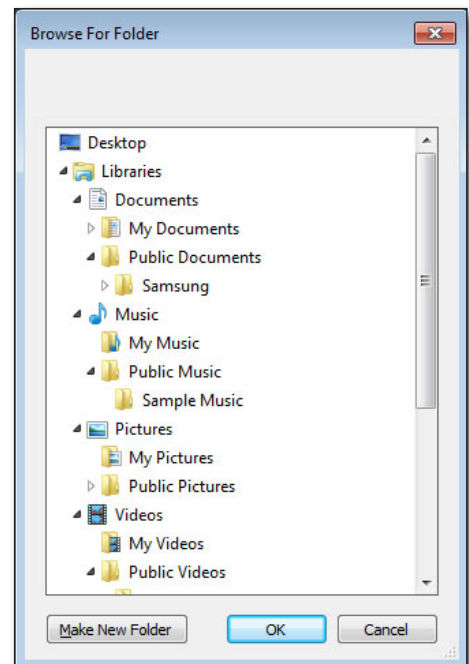 Browse For Folder
Desktop
Libraries
Documents
My Documents
Public Documents
Samsung
Music
My Music
Public Music
Sample Music
Pictures
My Pictures
Public Pictures
Videos
My Videos
Public Videos
Make New Folder OK Cancel